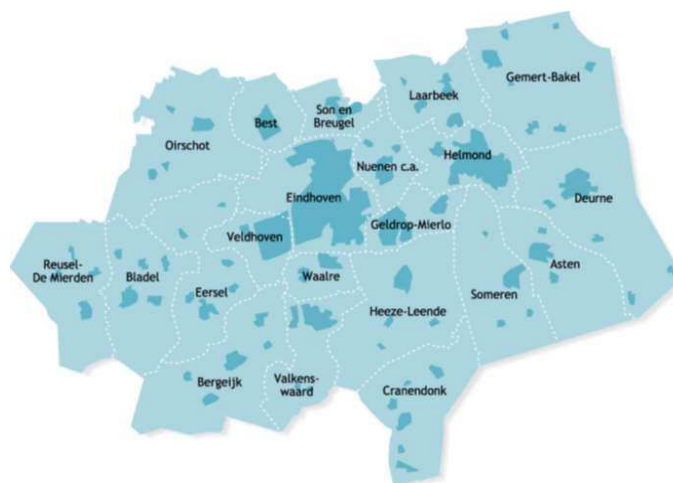 Gemert-Bakel
Laarbeek
Son en
Breugel
Best
Oirschot
Helmond
Nuenen c.a.
Eindhoven
Deurne
Geldrop-Mierlo
Veldhoven
Asten
Reusel-
De Mierden
Bladel
Waalre
Eersel
Someren
Heeze-Leende
Bergeijk
Valkens-
waard
Cranendonk